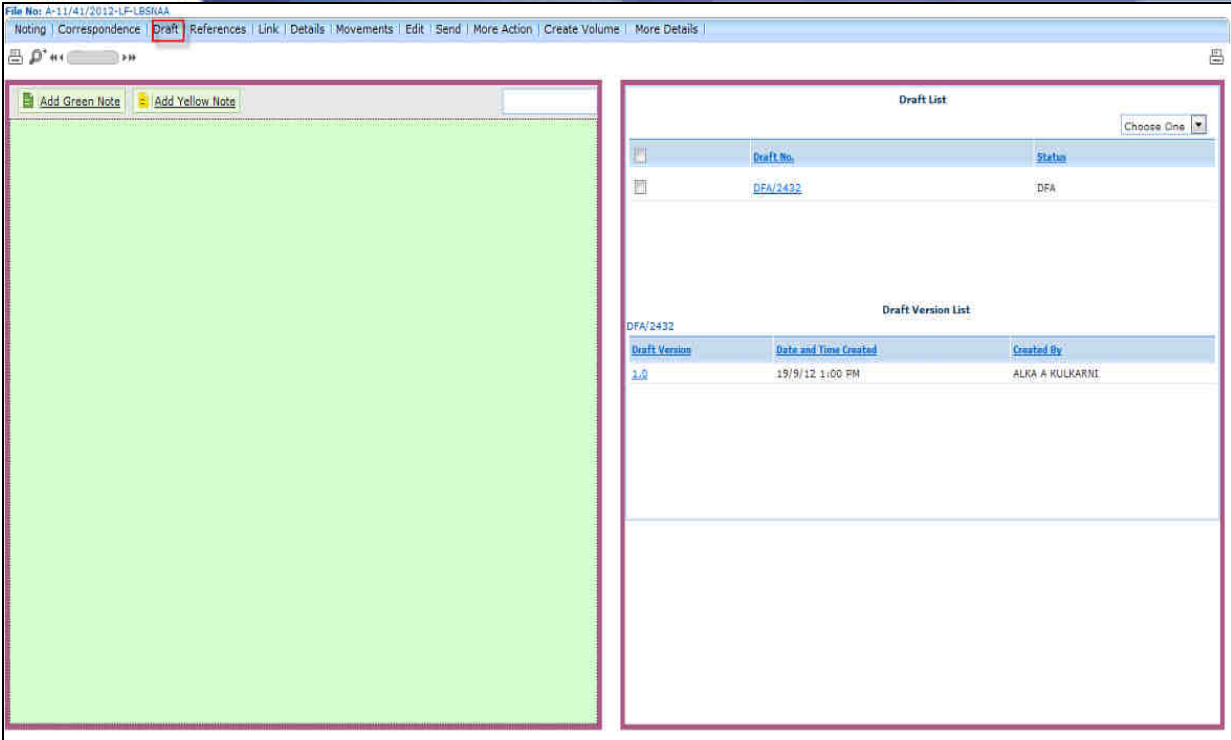 File No: A-11/41/2012-LF-LBSNAA
Noting | Correspondence | Draft | References | Link | Details | Movements | Edit | Send | More Action | Create Volume | More Details |
Add Green Note Add Yellow Note
Draft List
Choose One
Draft No. Status
DFA/2432 DFA
Draft Version List
DFA/2432
Draft Version Date and Time Created Created By
1.0 19/9/12 1:00 PM ALKA A KULKARNI